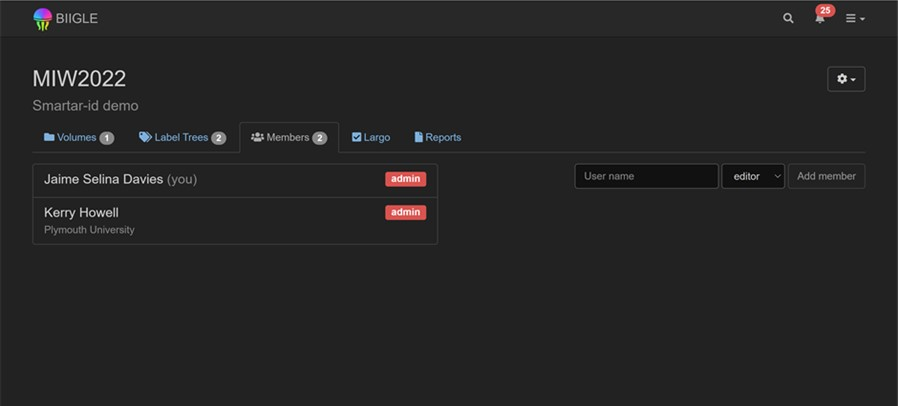 BIIGLE
25
MIW2022
Smartar-id demo
Volumes 1 Label Trees 2 Members 2 Largo Reports
Jaime Selina Davies (you) admin
User name editor Add member
Kerry Howell admin
Plymouth University